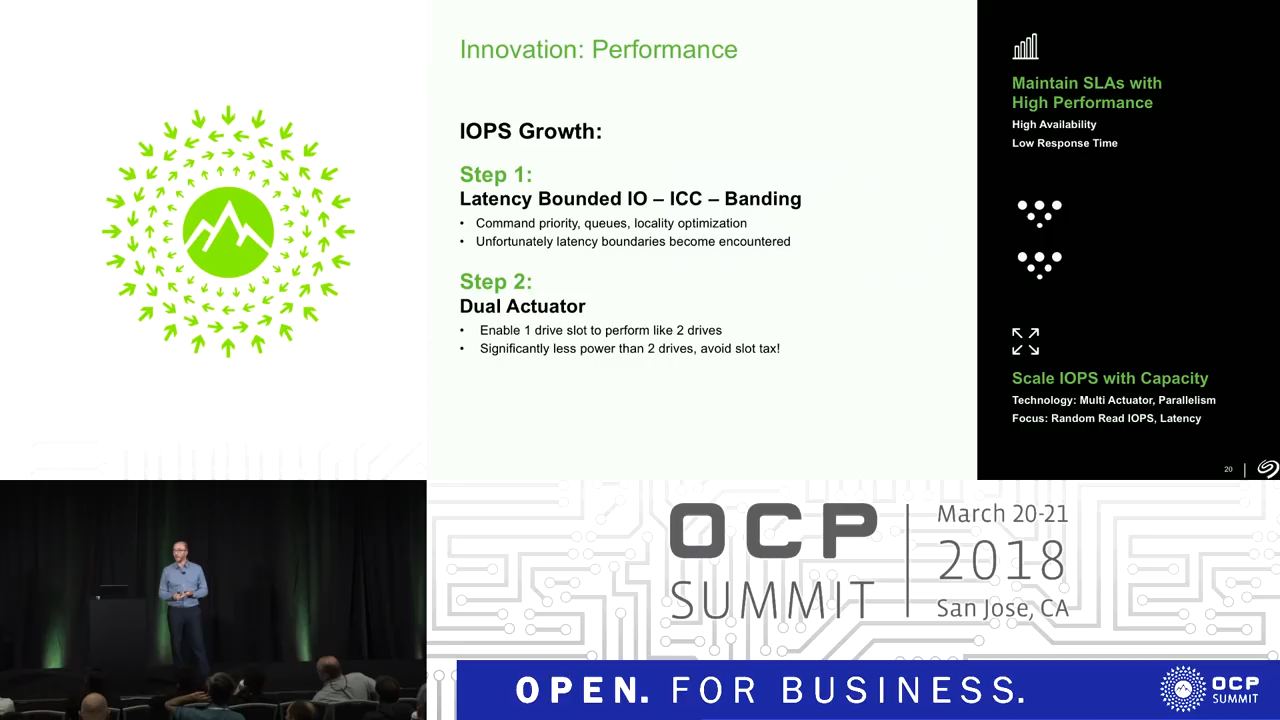 Innovation: Performance
IOPS Growth:
Step 1:
Latency Bounded IO – ICC – Banding
• Command priority, queues, locality optimization
• Unfortunately latency boundaries become encountered
Step 2:
Dual Actuator
• Enable 1 drive slot to perform like 2 drives
• Significantly less power than 2 drives, avoid slot tax!
Maintain SLAs with
High Performance
High Availability
Low Response Time
Scale IOPS with Capacity
Technology: Multi Actuator, Parallelism
Focus: Random Read IOPS, Latency
20
OCP
SUMMIT
March 20-21
2018
San Jose, CA
OPEN. FOR BUSINESS.
OCP
SUMMIT